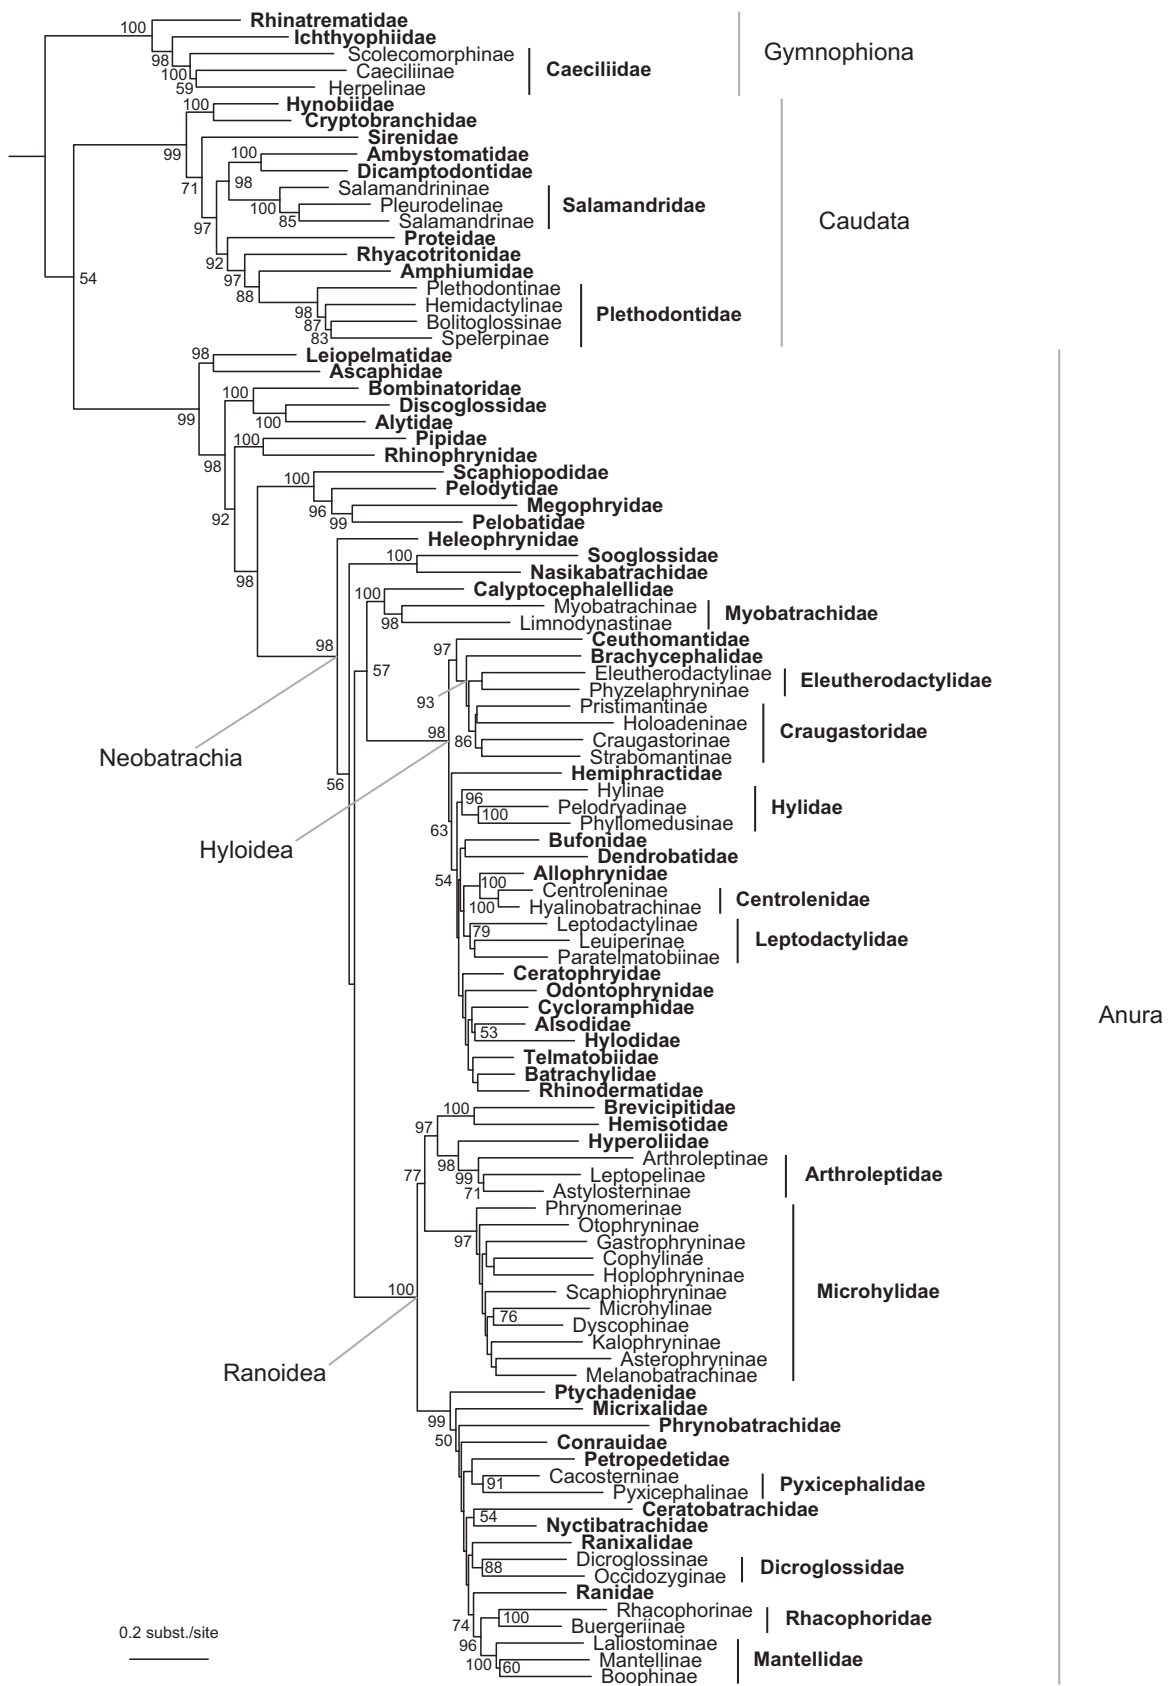 Rhinatrematidae
100
Ichthyophiidae
98
Scolecomorphinae
Gymnophiona
100
Caeciliinae
Caeciliidae
59
Herpelinae
100
Hynobiidae
Cryptobranchidae
Sirenidae
99
100
Ambystomatidae
Dicamptodontidae
71
98
Salamandrininae
100
Pleurodelinae
Salamandridae
85
Salamandrinae
Caudata
97
Proteidae
Rhyacotritonidae
92
Amphiumidae
97
54
Plethodontinae
88
Hemidactylinae
98
Bolitoglossinae
Plethodontidae
87
Spelerpinae
83
98
Leiopelmatidae
Ascaphidae
100
Bombinatoridae
Discoglossidae
99
100
Alytidae
100
Pipidae
Rhinophrynidae
98
Scaphiopodidae
100
Pelodytidae
Megophryidae
96
92
99
Pelobatidae
Heleophrynidae
100
Sooglossidae
98
Nasikabatrachidae
100
Calyptocephalellidae
Myobatrachinae
Myobatrachidae
98
Limnodynastinae
98
97
Ceuthomantidae
Brachycephalidae
57
Eleutherodactylinae
Eleutherodactylidae
Phyzelaphryninae
93
Pristimantinae
Holoadeninae
Craugastoridae
98
86
Craugastorinae
Neobatrachia
Strabomantinae
Hemiphractidae
56
Hylinae
96
Pelodryadinae
Hylidae
100
Phyllomedusinae
63
Bufonidae
Hyloidea
Dendrobatidae
Allophrynidae
54
100
Centroleninae
Centrolenidae
100
Hyalinobatrachinae
Leptodactylinae
79
Leuiperinae
Leptodactylidae
Paratelmatobiinae
Ceratophryidae
Odontophrynidae
Cycloramphidae
Anura
Alsodidae
53
Hylodidae
Telmatobiidae
Batrachylidae
Rhinodermatidae
100
Brevicipitidae
Hemisotidae
97
Hyperoliidae
98
Arthroleptinae
77
99
Leptopelinae
Arthroleptidae
71
Astylosterninae
Phrynomerinae
Otophryninae
97
Gastrophryninae
Cophylinae
Hoplophryninae
100
Scaphiophryninae
Microhylidae
Microhylinae
76
Dyscophinae
Kalophryninae
Asterophryninae
Ranoidea
Melanobatrachinae
Ptychadenidae
Micrixalidae
99
Phrynobatrachidae
50
Conrauidae
Petropedetidae
Cacosterninae
Pyxicephalidae
91
Pyxicephalinae
Ceratobatrachidae
54
Nyctibatrachidae
Ranixalidae
Dicroglossinae
Dicroglossidae
88
Occidozyginae
Ranidae
Rhacophorinae
Rhacophoridae
100
74
Buergeriinae
0.2 subst./site
96
Laliostominae
Mantellinae
Mantellidae
100
60
Boophinae